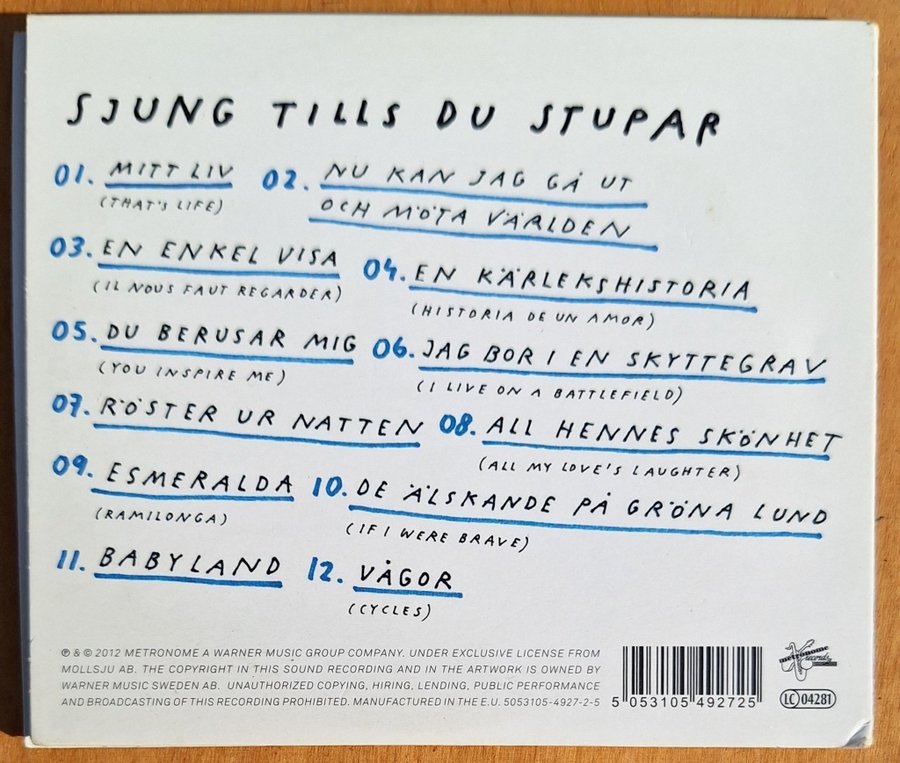 SJUNG TILLS DU STUPAR
01. MITT LIV
(THAT'S LIFE)
02. NU KAN JAG GÅ UT
OCH MÖTA VÄRLDEN
03. EN ENKEL VISA
(IL NOUS FAUT REGARDER)
04. EN KÄRLEKSHISTORIA
(HISTORIA DE UN AMOR)
05. DU BERUSAR MIG
(YOU INSPIRE ME)
06. JAG BOR I EN SKYTTEGRAV
(I LIVE ON A BATTLEFIELD)
07. RÖSTER UR NATTEN
08. ALL HENNES SKÖNHET
(ALL MY LOVE'S LAUGHTER)
09. ESMERALDA
(RAMILONGA)
10. DE ÄLSKANDE PÅ GRÖNA LUND
(IF I WERE BRAVE)
11. BABYLAND
12. VÅGOR
(CYCLES)
℗ & © 2012 METRONOME A WARNER MUSIC GROUP COMPANY. UNDER EXCLUSIVE LICENSE FROM
MOLLSJU AB. THE COPYRIGHT IN THIS SOUND RECORDING AND IN THE ARTWORK IS OWNED BY
WARNER MUSIC SWEDEN AB. UNAUTHORIZED COPYING, HIRING, LENDING, PUBLIC PERFORMANCE
AND BROADCASTING OF THIS RECORDING PROHIBITED. MANUFACTURED IN THE E.U. 5053105-4927-2-5
5 053105 492725
metronome
records
LC 04281